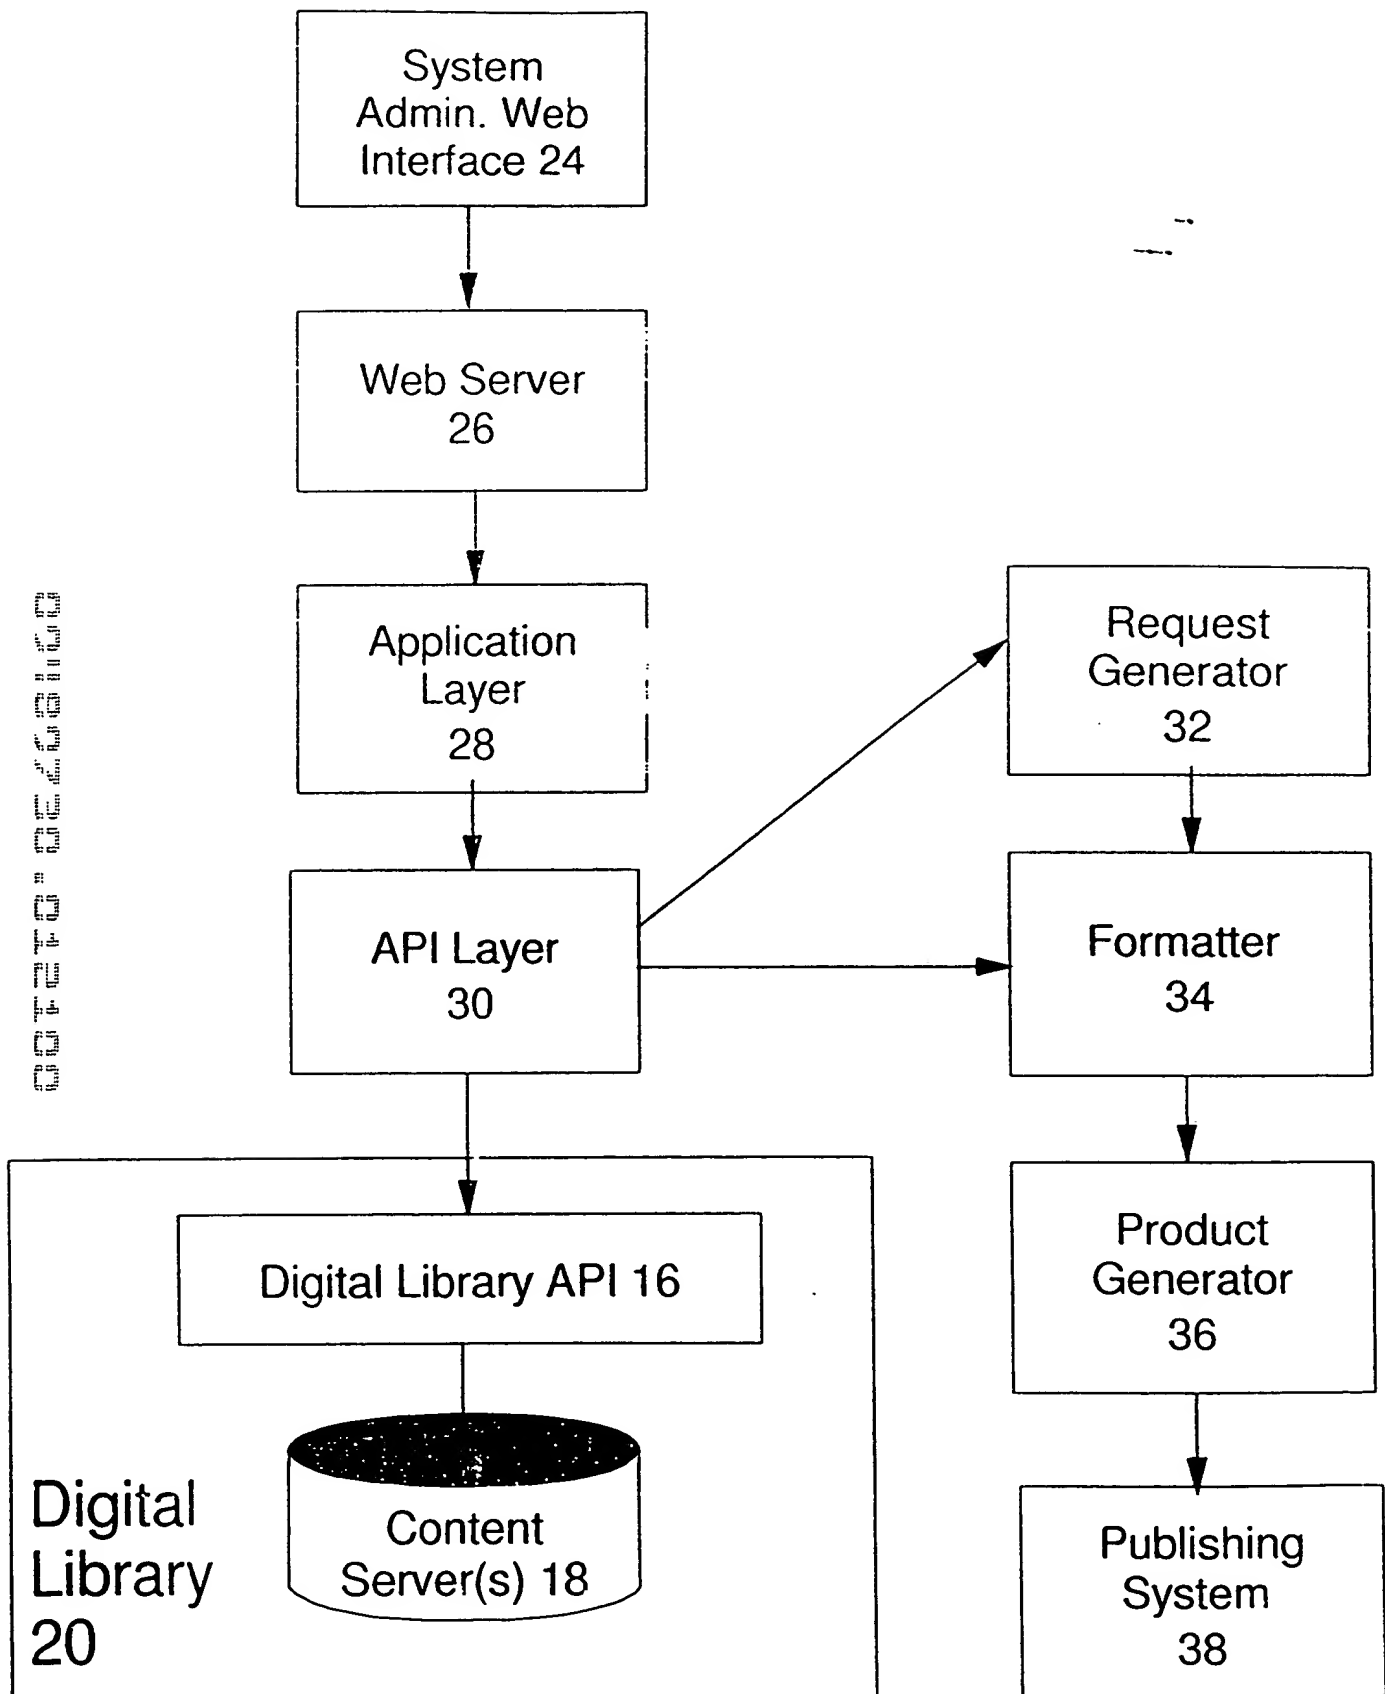 System
Admin. Web
Interface 24
Web Server
26
Application
Layer
28
API Layer
30
Request
Generator
32
Formatter
34
Product
Generator
36
Publishing
System
38
Digital Library API 16
Content
Server(s) 18
Digital
Library
20